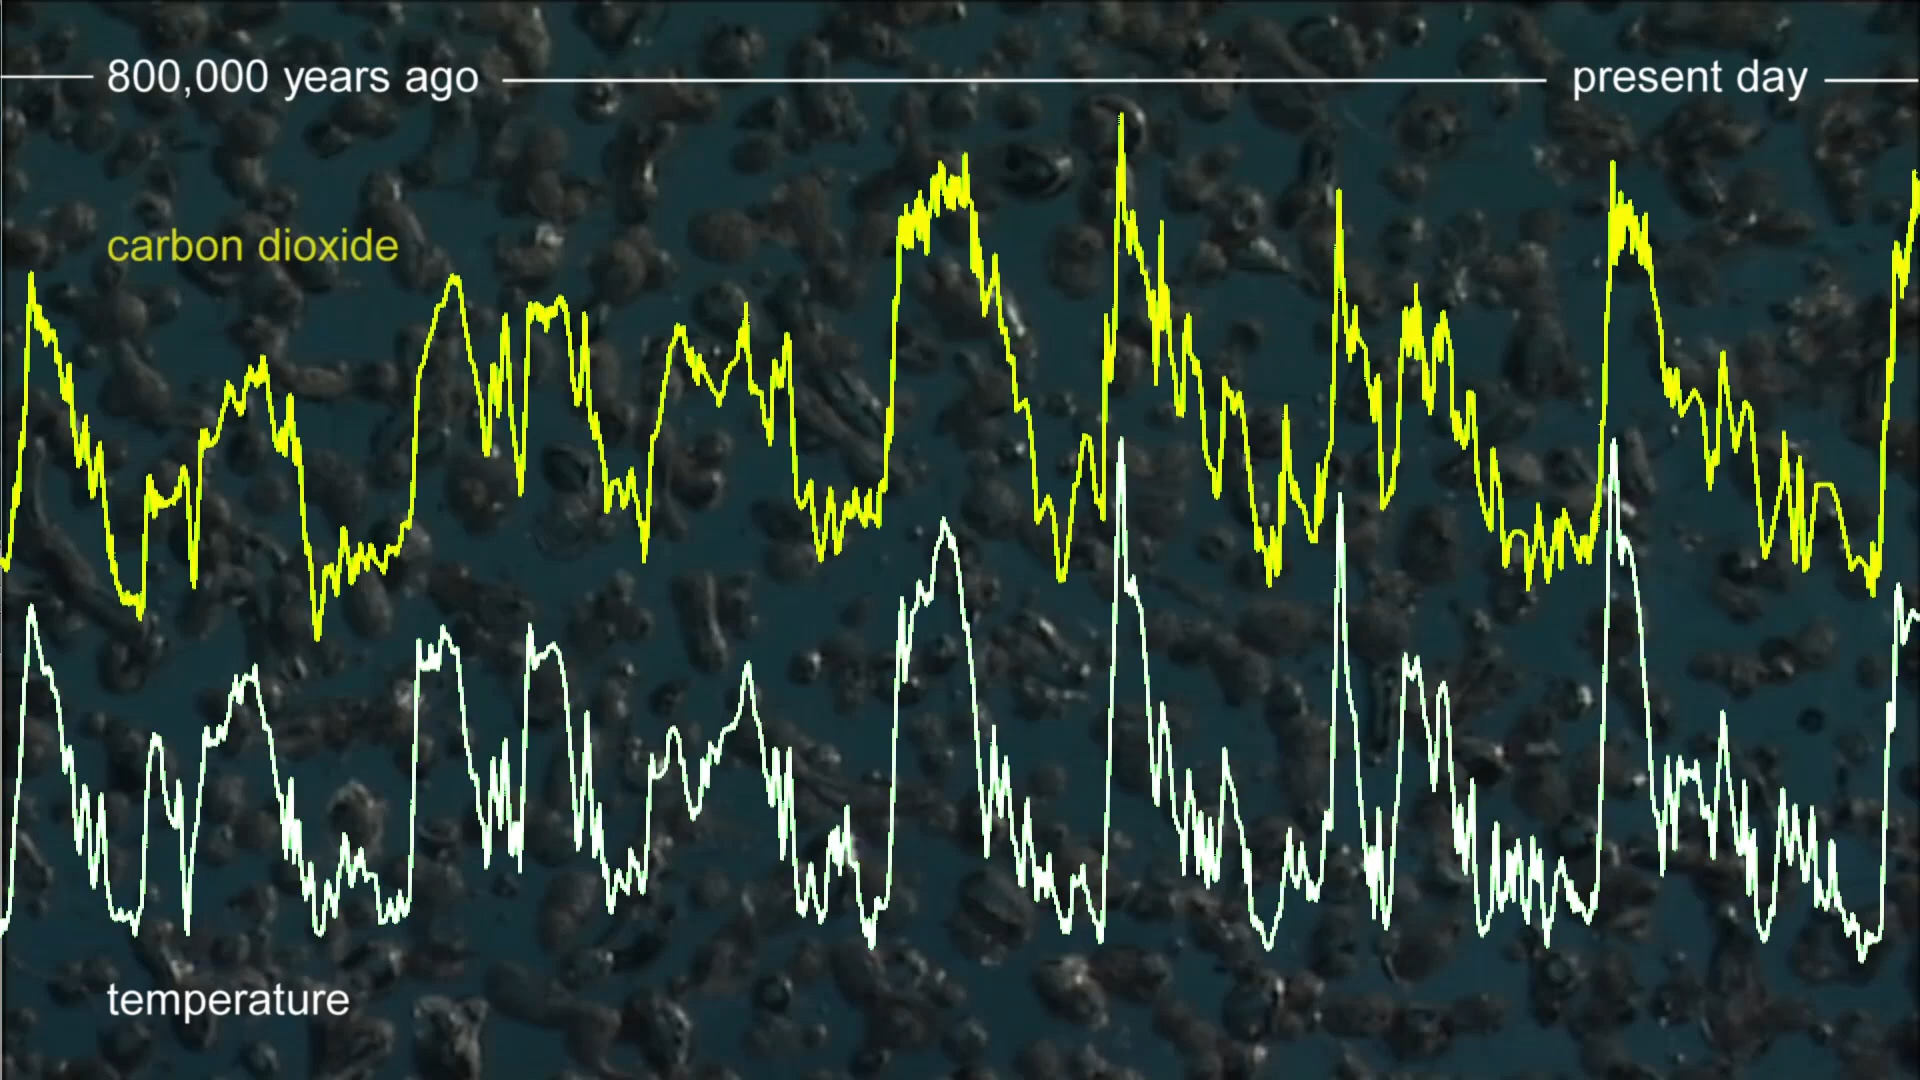 800,000 years ago
present day
carbon dioxide
temperature